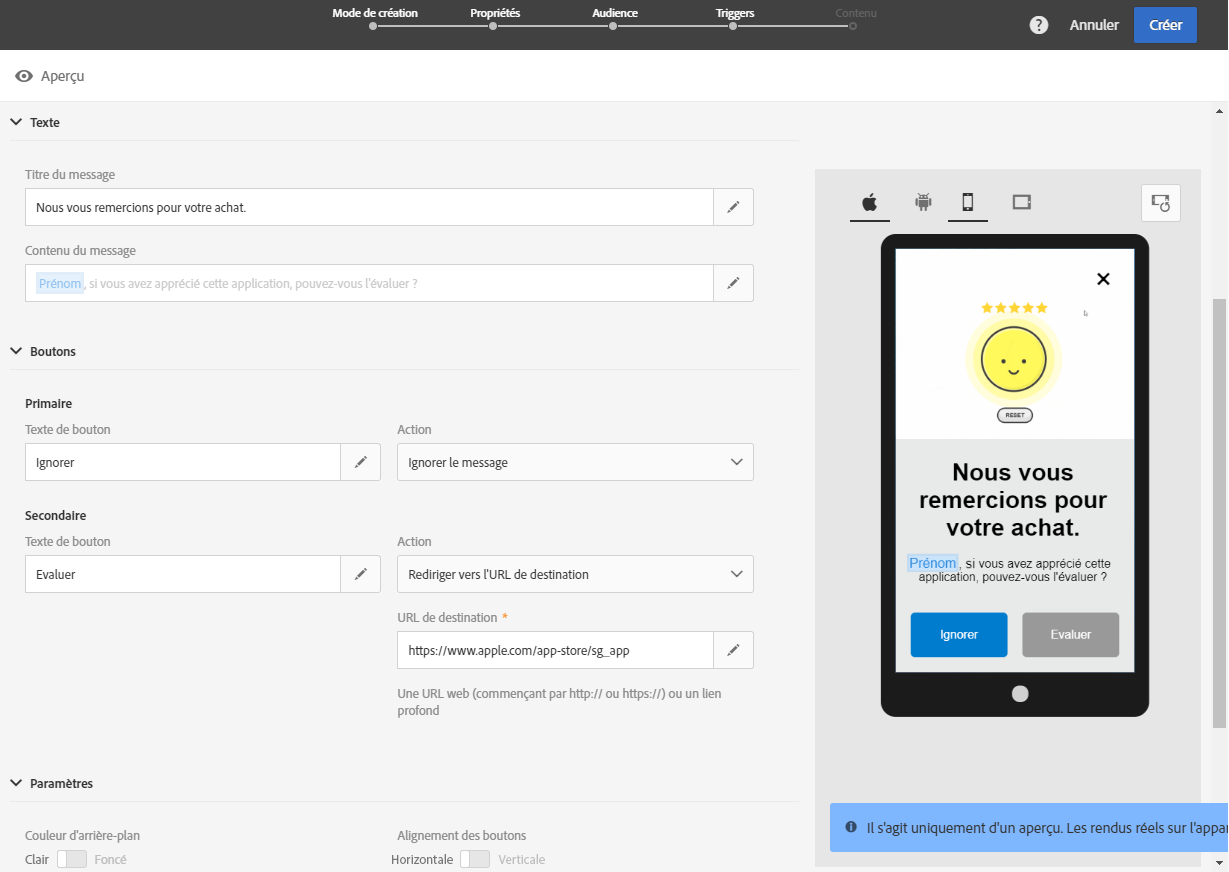 Mode de création
Propriétés
Audience
Triggers
Contenu
?
Annuler
Créer
Aperçu
Texte
Titre du message
Nous vous remercions pour votre achat.
Contenu du message
Prénom, si vous avez apprécié cette application, pouvez-vous l'évaluer ?
Boutons
Primaire
Texte de bouton
Action
Ignorer
Ignorer le message
Secondaire
Texte de bouton
Action
Evaluer
Rediriger vers l'URL de destination
URL de destination *
https://www.apple.com/app-store/sg_app
Une URL web (commençant par http:// ou https://) ou un lien
profond
Paramètres
Couleur d'arrière-plan
Alignement des boutons
Clair
Foncé
Horizontale
Verticale
RESET
Nous vous
remercions pour
votre achat.
Prénom, si vous avez apprécié cette
application, pouvez-vous l'évaluer ?
Ignorer
Evaluer
Il s'agit uniquement d'un aperçu. Les rendus réels sur l'appar